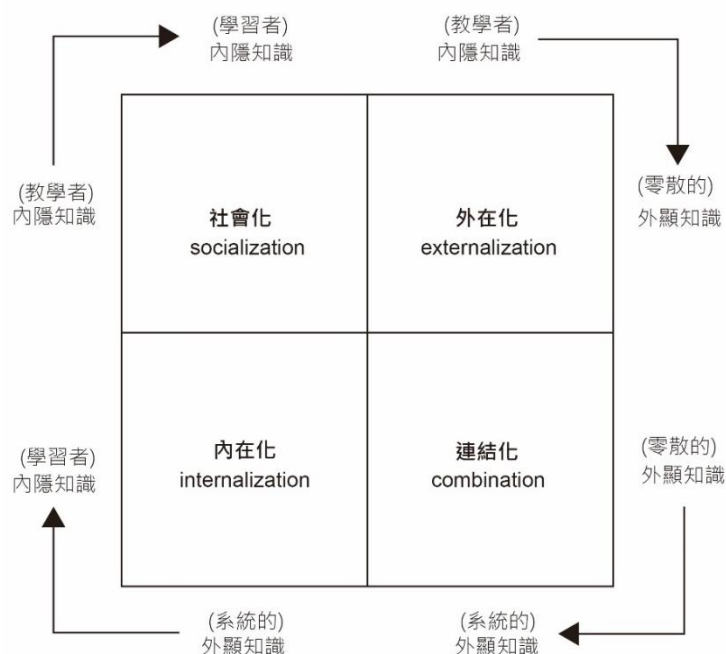 (學習者)
內隱知識
(教學者)
內隱知識
(教學者)
內隱知識
社會化
socialization
外在化
externalization
(零散的)
外顯知識
(學習者)
內隱知識
內在化
internalization
連結化
combination
(零散的)
外顯知識
(系統的)
外顯知識
(系統的)
外顯知識